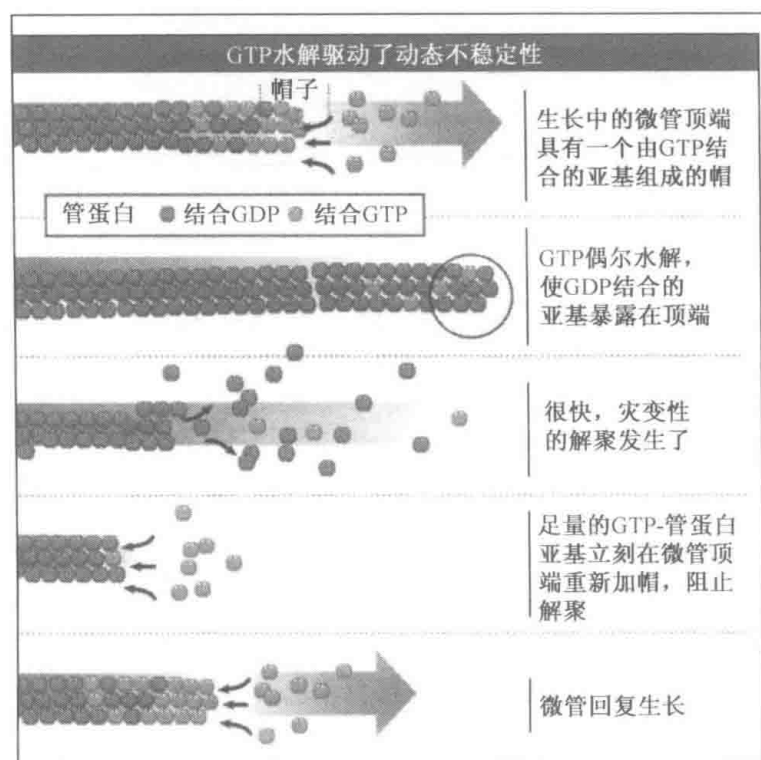 GTP水解驱动了动态不稳定性
帽子
生长中的微管顶端
具有一个由GTP结
合的亚基组成的帽
管蛋白 结合GDP 结合GTP
GTP偶尔水解，
使GDP结合的
亚基暴露在顶端
很快，灾变性
的解聚发生了
足量的GTP-管蛋白
亚基立刻在微管顶
端重新加帽，阻止
解聚
微管回复生长